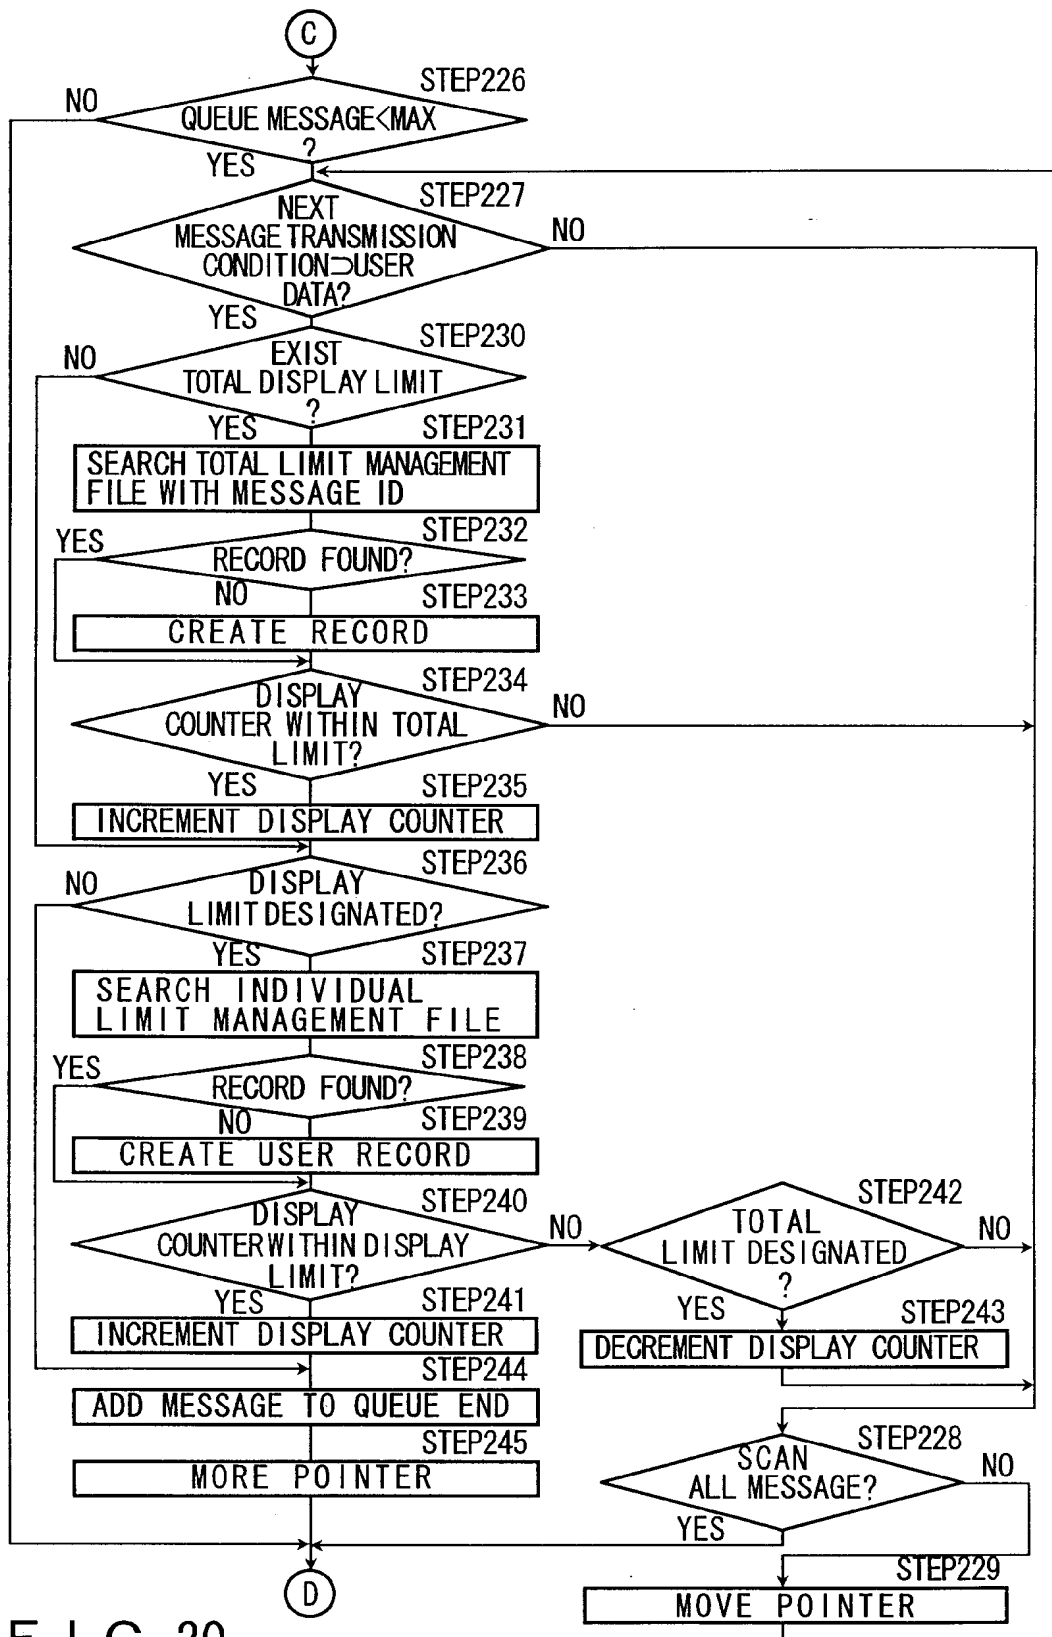 C
STEP226
NO
QUEUE MESSAGE<MAX
?
YES
STEP227
NEXT
MESSAGE TRANSMISSION
CONDITION⊃USER
DATA?
NO
YES
STEP230
NO
EXIST
TOTAL DISPLAY LIMIT
?
YES
STEP231
SEARCH TOTAL LIMIT MANAGEMENT
FILE WITH MESSAGE ID
STEP232
YES
RECORD FOUND?
NO
STEP233
CREATE RECORD
STEP234
DISPLAY
COUNTER WITHIN TOTAL
LIMIT?
NO
YES
STEP235
INCREMENT DISPLAY COUNTER
STEP236
NO
DISPLAY
LIMIT DESIGNATED?
YES
STEP237
SEARCH INDIVIDUAL
LIMIT MANAGEMENT FILE
STEP238
YES
RECORD FOUND?
NO
STEP239
CREATE USER RECORD
STEP240
DISPLAY
COUNTER WITHIN DISPLAY
LIMIT?
NO
STEP242
TOTAL
LIMIT DESIGNATED
?
NO
YES
STEP241
INCREMENT DISPLAY COUNTER
YES
STEP243
DECREMENT DISPLAY COUNTER
STEP244
ADD MESSAGE TO QUEUE END
STEP245
MORE POINTER
STEP228
SCAN
ALL MESSAGE?
NO
YES
STEP229
MOVE POINTER
D
FIG. 20